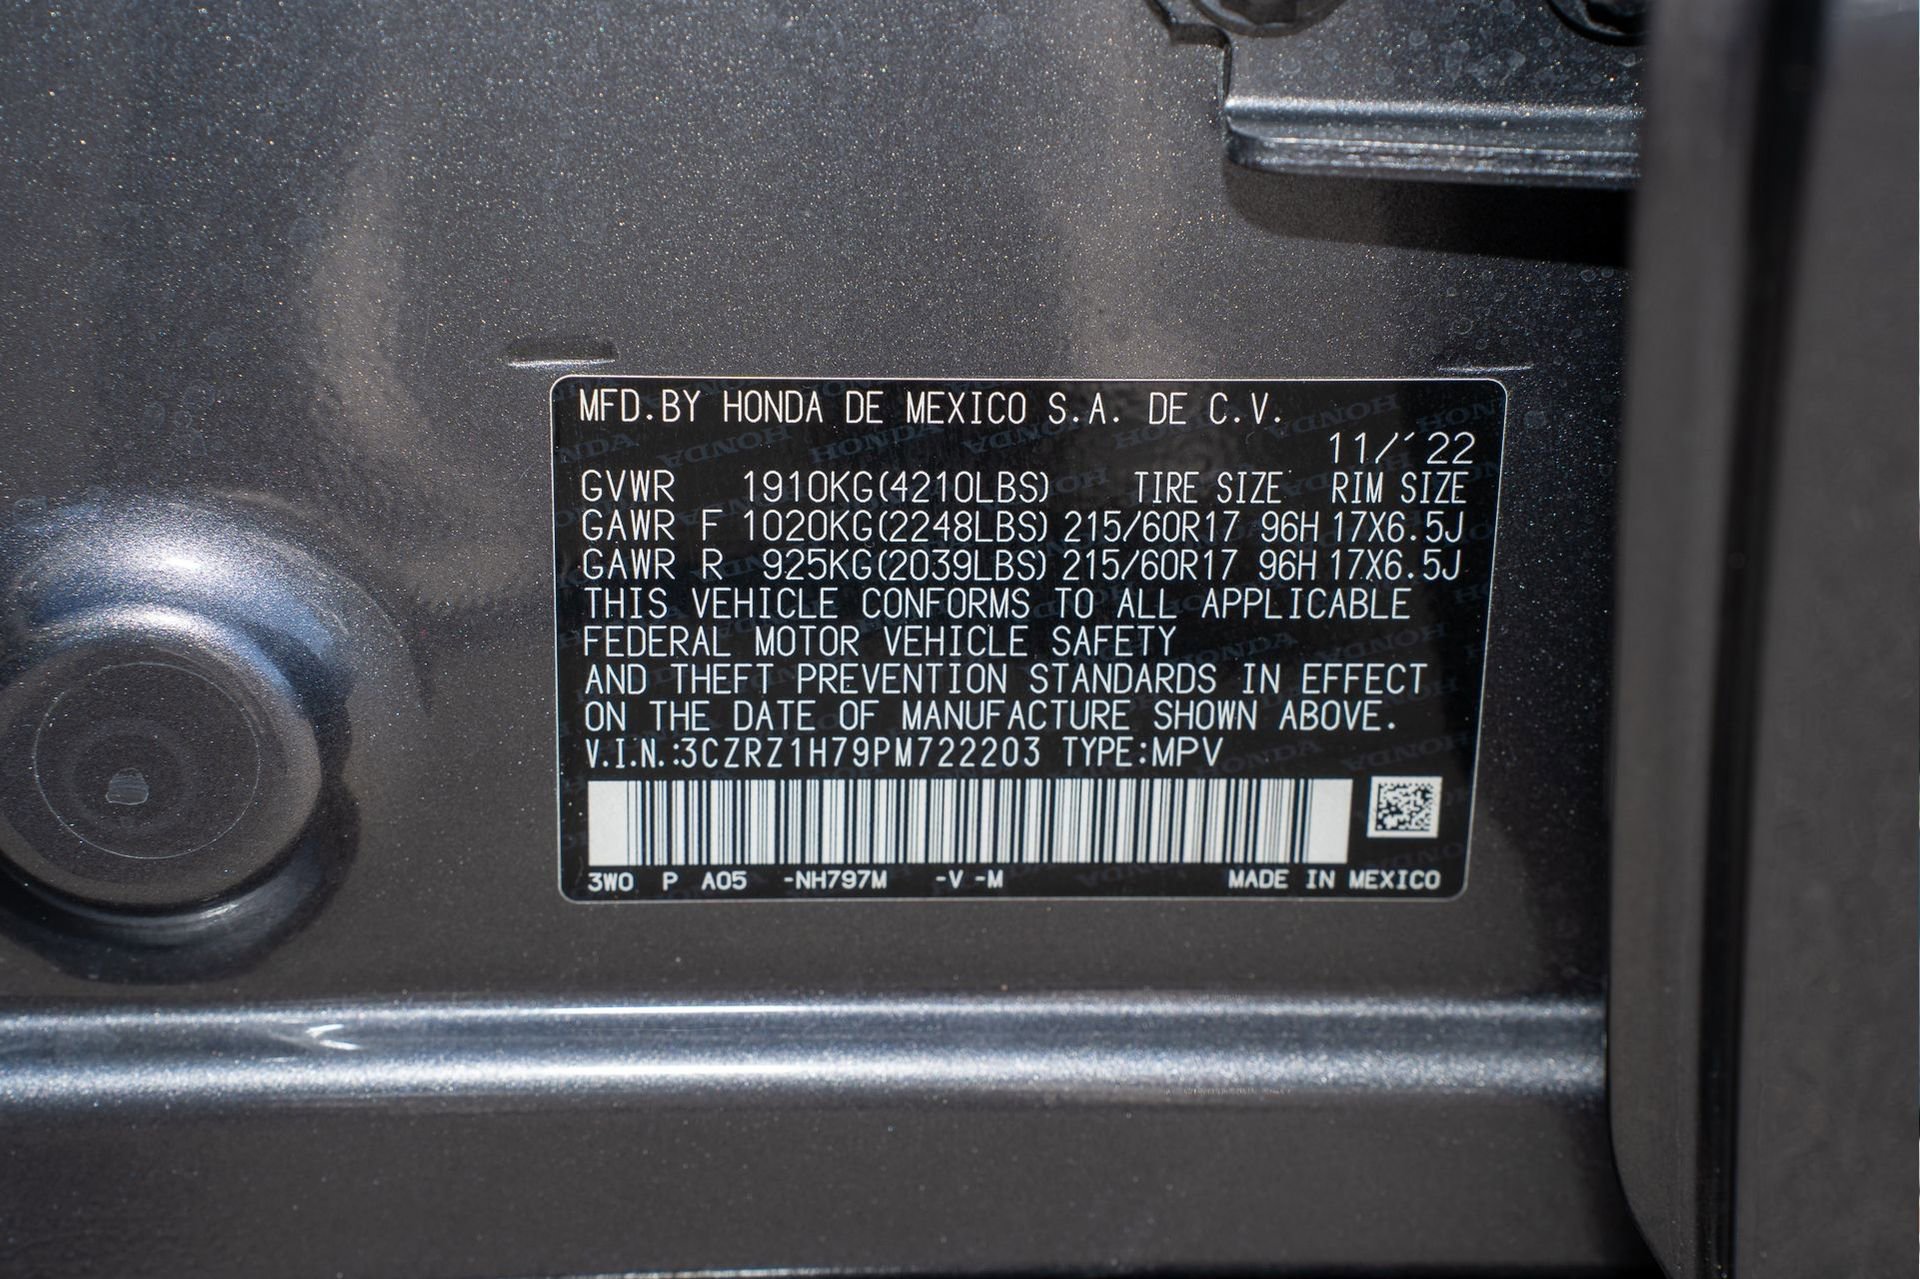 MFD.BY HONDA DE MEXICO S.A. DE C.V.
11/´22
GVWR 1910KG(4210LBS) TIRE SIZE RIM SIZE
GAWR F 1020KG(2248LBS) 215/60R17 96H 17X6.5J
GAWR R 925KG(2039LBS) 215/60R17 96H 17X6.5J
THIS VEHICLE CONFORMS TO ALL APPLICABLE
FEDERAL MOTOR VEHICLE SAFETY
AND THEFT PREVENTION STANDARDS IN EFFECT
ON THE DATE OF MANUFACTURE SHOWN ABOVE.
V.I.N.:3CZRZ1H79PM722203 TYPE:MPV
3W0 P A05 -NH797M -V -M MADE IN MEXICO